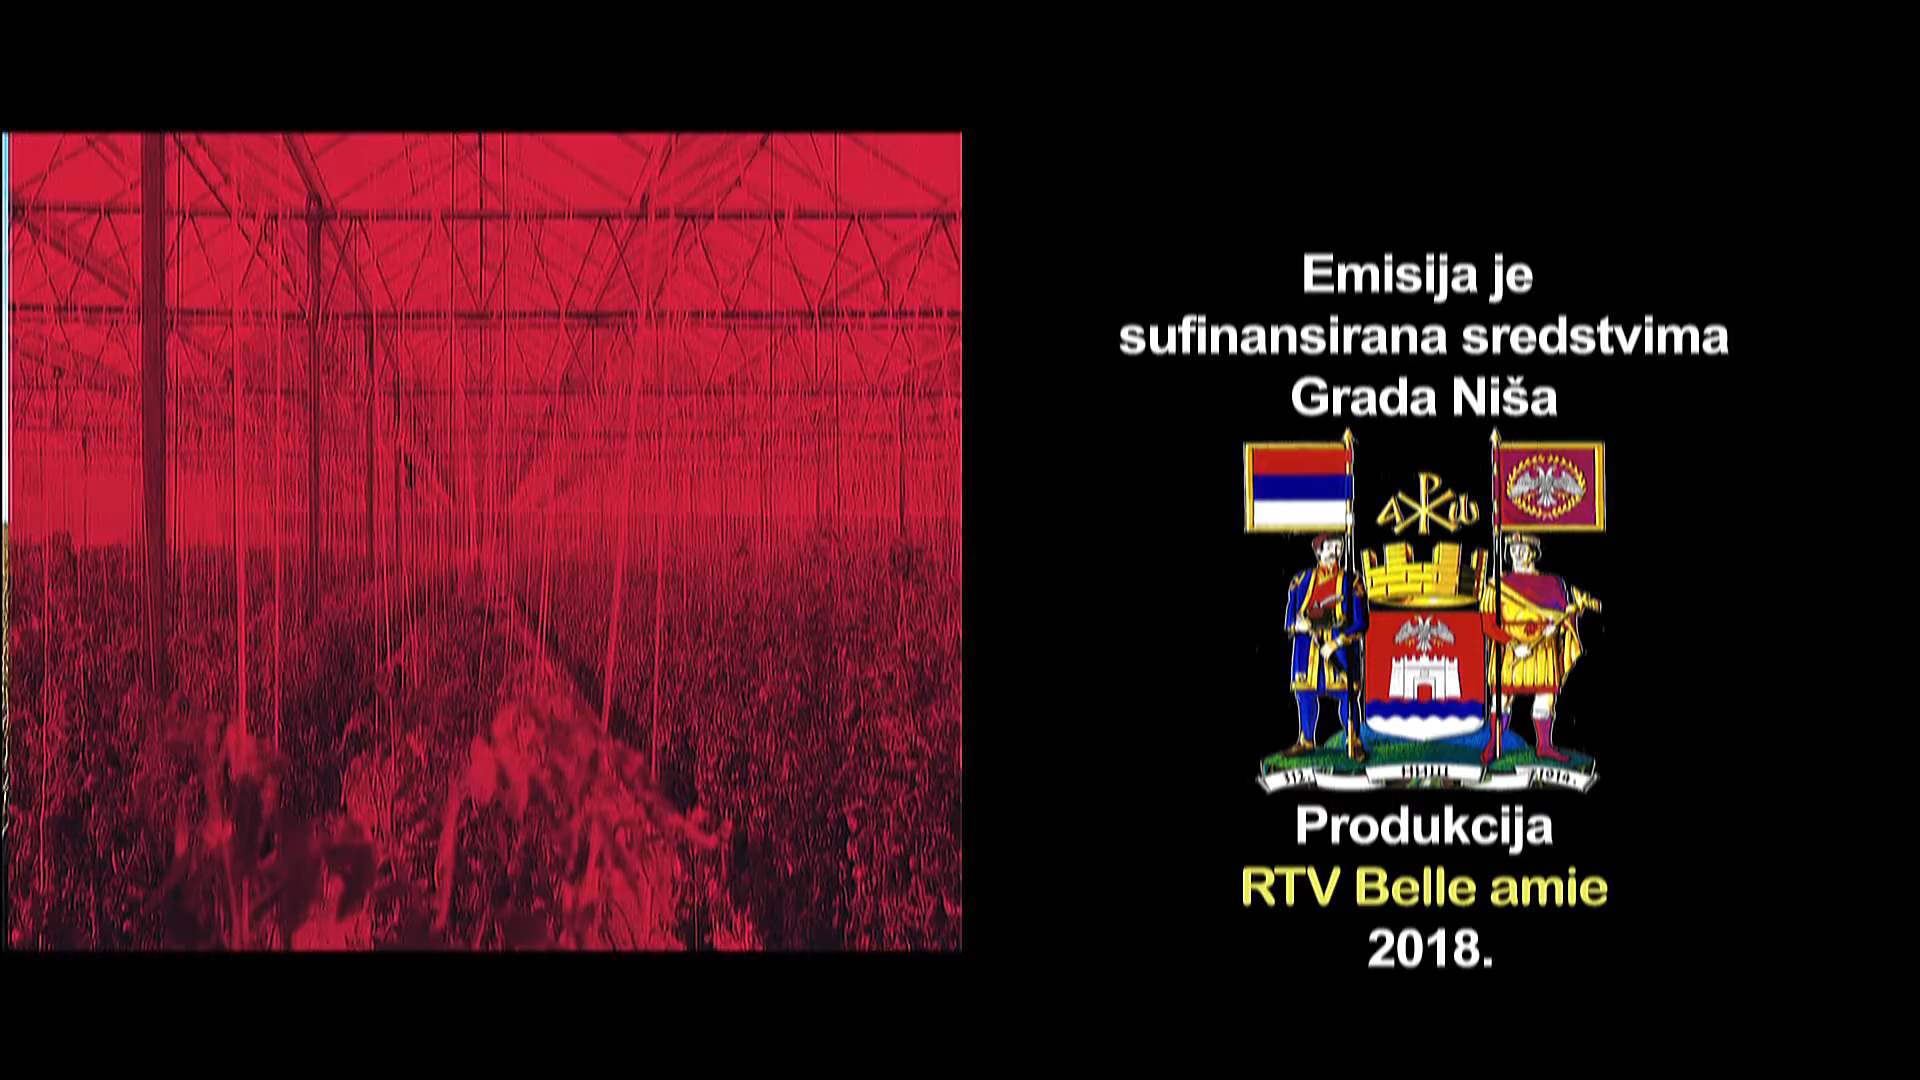 Emisija je
sufinansirana sredstvima
Grada Niša
Produkcija
RTV Belle amie
2018.